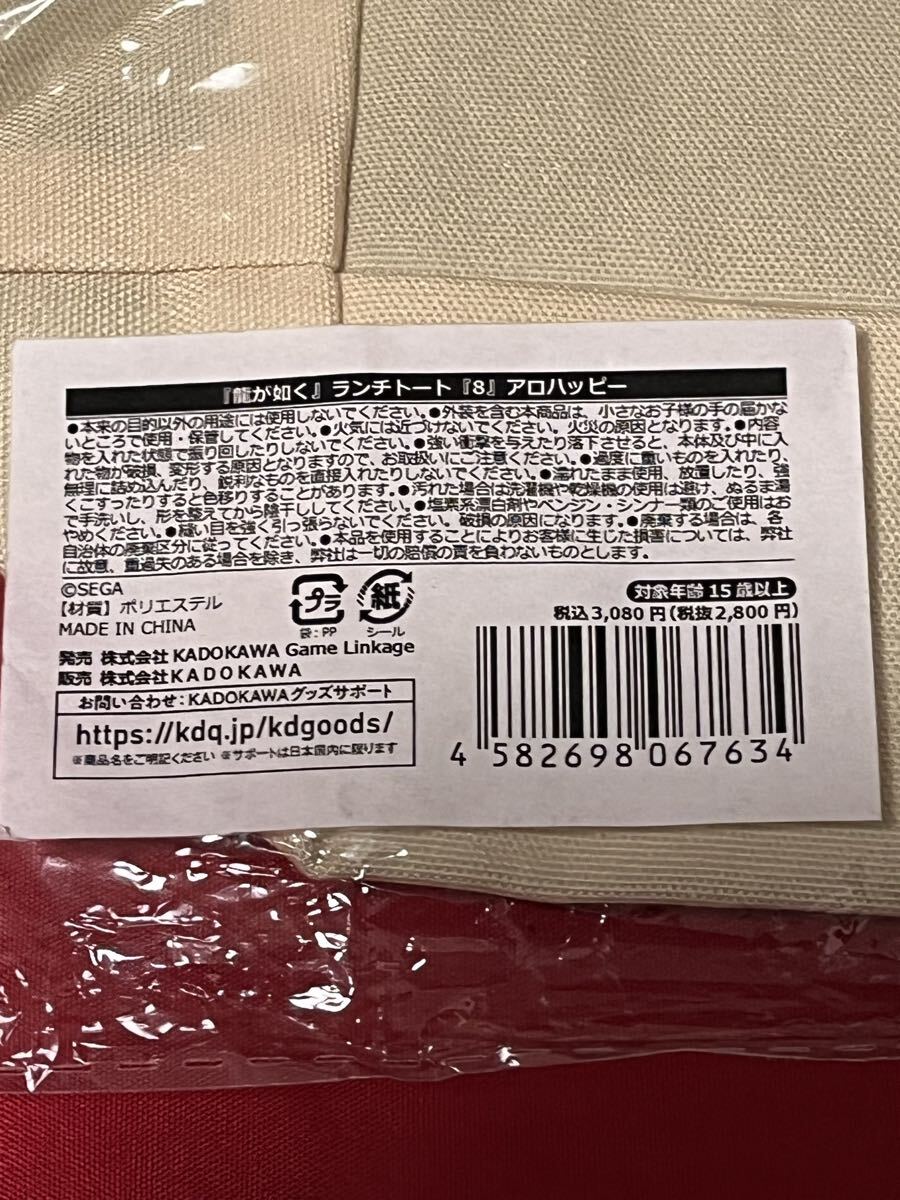 『龍が如く』ランチトート『8』アロハッピー
●本来の目的以外の用途には使用しないでください。●外装を含む本商品は、小さなお子様の手の届かな
いところで使用・保管してください。●火気には近づけないでください。火災の原因となります。●内容
物を入れた状態で振り回したりしないでください。●強い衝撃を与えたり落下させると、本体及び中に入
れた物が破損、変形する原因となりますので、お取扱いにご注意ください。●過度に重いものを入れたり、
無理に詰め込んだり、鋭利なものを直接入れたりしないでください。●濡れたまま使用、放置したり、強
くこすったりすると色移りすることがあります。●汚れた場合は洗濯機や乾燥機の使用は避け、ぬるま湯
で手洗いし、形を整えてから陰干ししてください。●塩素系漂白剤やベンジン・シンナー類のご使用はお
やめください。●縫い目を強く引っ張らないでください。破損の原因になります。●廃棄する場合は、各
自治体の廃棄区分に従ってください。●本品を使用することによりお客様に生じた損害については、弊社
に故意、重過失のある場合を除き、弊社は一切の賠償の責を負わないものとします。
©SEGA
【材質】ポリエステル
MADE IN CHINA
プラ
袋:PP
紙
シール
対象年齢15歳以上
税込3,080円(税抜2,800円)
発売 株式会社KADOKAWA Game Linkage
販売 株式会社KADOKAWA
お問い合わせ:KADOKAWAグッズサポート
https://kdq.jp/kdgoods/
※商品名をご明記ください ※サポートは日本国内に限ります
4 582698 067634